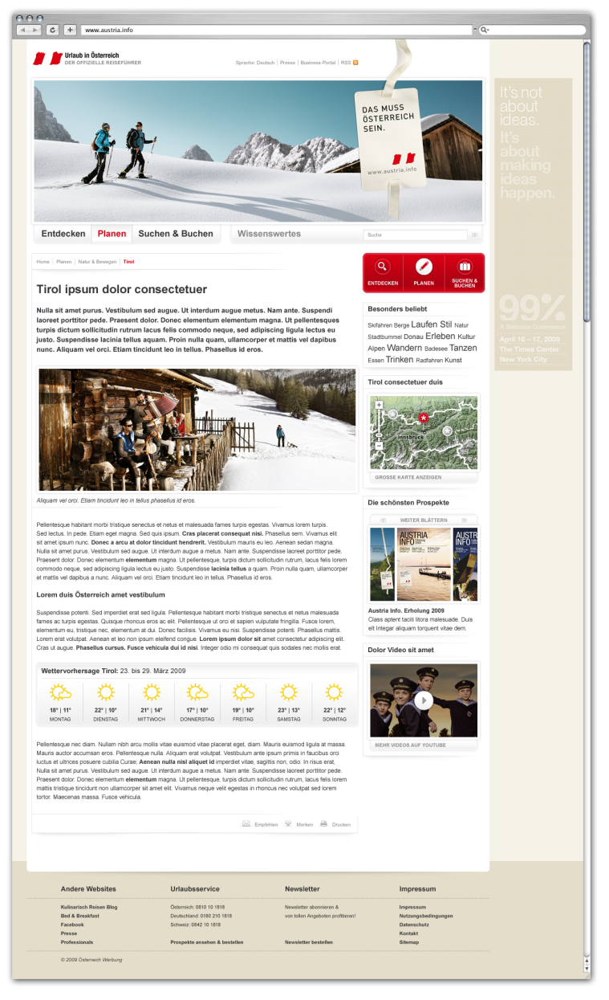 www.austria.info
Urlaub in Österreich
DER OFFIZIELLE REISEFÜHRER
Sprache: Deutsch | Presse | Business-Portal | RSS
DAS MUSS
ÖSTERREICH
SEIN.
www.austria.info
It's not
about
ideas.
It's
about
making
ideas
happen.
99%
A Behance Conference
April 16 – 17, 2009
The Times Center
New York City
Entdecken Planen Suchen & Buchen Wissenswertes Suche
Home | Planen | Natur & Bewegen | Tirol
Tirol ipsum dolor consectetuer
Nulla sit amet purus. Vestibulum sed augue. Ut interdum augue metus. Nam ante. Suspendi
laoreet porttitor pede. Praesent dolor. Donec elementum elementum magna. Ut pellentesques
turpis dictum sollicitudin rutrum lacus felis commodo neque, sed adipiscing ligula lectus eu
justo. Suspendisse lacinia tellus aquam. Proin nulla quam, ullamcorper et mattis vel dapibus
nunc. Aliquam vel orci. Etiam tincidunt leo in tellus. Phasellus id eros.
Aliquam vel orci. Etiam tincidunt leo in tellus phasellus id eros.
Pellentesque habitant morbi tristique senectus et netus et malesuada fames turpis egestas. Vivamus lorem turpis.
Sed lectus. In pede. Etiam eget magna. Sed quis ipsum. Cras placerat consequat nisi. Phasellus sem. Vivamus elit
sit amet ipsum nunc. Donec a arcu at dolor tincidunt hendrerit. Vestibulum mauris eu leo. Aenean sedan magna.
Nulla sit amet purus. Vestibulum sed augue. Ut interdum augue a metus. Nam ante. Suspendisse laoreet porttitor pede.
Praesent dolor. Donec elementum elementum magna. Ut pellentesque, turpis dictum sollicitudin rutrum, lacus felis lorem
commodo neque, sed adipiscing ligula lectus eu justo. Suspendisse lacinia tellus a quam. Proin nulla quam, ullamcorper
et mattis vel dapibus a nunc. Aliquam vel orci. Etiam tincidunt leo in tellus. Phasellus id eros.
Lorem duis Österreich amet vestibulum
Suspendisse potenti. Sed imperdiet erat sed ligula. Pellentesque habitant morbi tristique senectus et netus malesuada
fames ac turpis egestas. Quisque rhoncus eros ac elit. Pellentesque ut orci et sapien vulputate fringilla. Fusce lorem,
elementum eu, tristique nec, elementum at dui. Donec facilisis. Vivamus eu nisi. Suspendisse potenti. Phasellus mattis.
Lorem erat volutpat. Aenean et leo non ipsum eleifend congue. Lorem ipsum dolor sit amet consectetur adipiscing elit.
Cras ut augue. Phasellus cursus. Fusce vehicula dui id nisi. Integer odio mi consequat quis sodales nec mollis erat.
Wettervorhersage Tirol: 23. bis 29. März 2009
18° | 11° 22° | 10° 21° | 14° 17° | 10° 19° | 10° 23° | 13° 22° | 12°
MONTAG DIENSTAG MITTWOCH DONNERSTAG FREITAG SAMSTAG SONNTAG
Pellentesque nec diam. Nullam nibh arcu mollis vitae euismod vitae placerat eget, diam. Mauris euismod ligula at massa.
Mauris auctor accumsan eros. Pellentesque nulla. Aliquam erat volutpat. Vestibulum ante ipsum primis in faucibus orci
luctus et ultrices posuere cubilia Curae; Aenean nulla nisl aliquet id imperdiet vitae, sagittis non, odio. In risus erat,
Nulla sit amet purus. Vestibulum sed augue. Ut interdum augue a metus. Nam ante. Suspendisse laoreet porttitor pede.
Praesent dolor. Donec elementum elementum magna. Ut pellentesque, turpis dictum sollicitudin rutrum, lacus felis lorem
mattis tristique tincidunt non ullamcorper sit amet elit. Vivamus neque velit egestas in rhoncus nec volutpat sed lorem
tortor. Maecenas massa. Fusce vehicula.
Empfehlen Merken Drucken
ENTDECKEN PLANEN SUCHEN &
BUCHEN
Besonders beliebt
Skifahren Berge Laufen Stil Natur
Stadtbummel Donau Erleben Kultur
Alpen Wandern Badesee Tanzen
Essen Trinken Radfahren Kunst
Tirol consectetuer duis
Innsbruck
GROSSE KARTE ANZEIGEN
Die schönsten Prospekte
WEITER BLÄTTERN
AUSTRIA
INFO
AUSTR
INFO
Austria Info. Erholung 2009
Class aptent taciti litora malesuade. Duis
elt Integar aliquam torquent vitae dem.
Dolor Video sit amet
MEHR VIDEOS AUF YOUTUBE
Andere Websites
Kulinarisch Reisen Blog
Bed & Breakfast
Facebook
Presse
Professionals
Urlaubsservice
Österreich: 0810 10 1818
Deutschland: 0180 210 1818
Schweiz: 0842 10 1818
Prospekte ansehen & bestellen
Newsletter
Newsletter abonnieren &
von tollen Angeboten profitieren!
Newsletter bestellen
Impressum
Impressum
Nutzungsbedingungen
Datenschutz
Kontakt
Sitemap
© 2009 Österreich Werbung